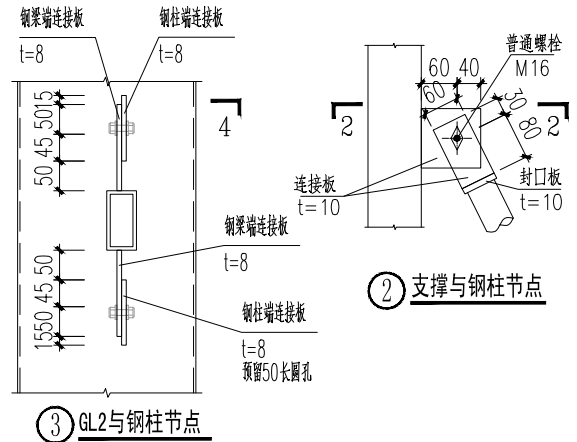 钢梁端连接板
t=8
钢柱端连接板
t=8
15
50
45
50
4
50
45
50
15
钢梁端连接板
t=8
钢柱端连接板
t=8
预留50长圆孔
3 GL2与钢柱节点
普通螺栓
M16
60 40
60
30
80
2
2
连接板
t=10
封口板
t=10
2 支撑与钢柱节点